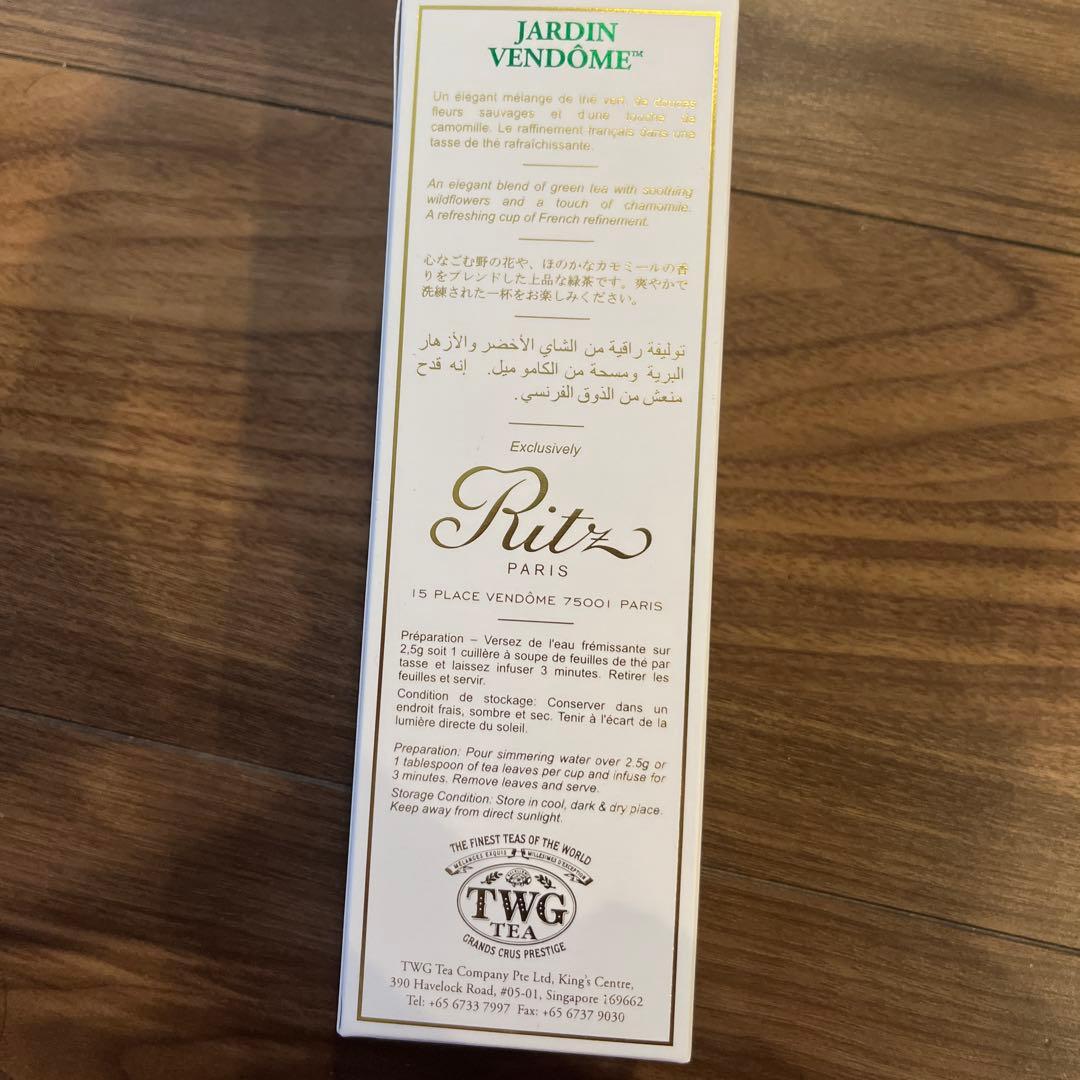 JARDIN
VENDÔME™
Un élégant mélange de thé vert, de douces
fleurs sauvages et d'une touche de
camomille. Le raffinement français dans une
tasse de thé rafraîchissante.
An elegant blend of green tea with soothing
wildflowers and a touch of chamomile.
A refreshing cup of French refinement.
心なごむ野の花や、ほのかなカモミールの香
りをブレンドした上品な緑茶です。爽やかで
洗練された一杯をお楽しみください。
توليفة راقية من الشاي الأخضر والأزهار
البرية ومسحة من الكامو ميل. إنه قدح
منعش من الذوق الفرنسي.
Exclusively
Ritz
PARIS
15 PLACE VENDÔME 75001 PARIS
Préparation – Versez de l'eau frémissante sur
2,5g soit 1 cuillère à soupe de feuilles de thé par
tasse et laissez infuser 3 minutes. Retirer les
feuilles et servir.
Condition de stockage: Conserver dans un
endroit frais, sombre et sec. Tenir à l'écart de la
lumière directe du soleil.
Preparation: Pour simmering water over 2.5g or
1 tablespoon of tea leaves per cup and infuse for
3 minutes. Remove leaves and serve.
Storage Condition: Store in cool, dark & dry place.
Keep away from direct sunlight.
THE FINEST TEAS OF THE WORLD
MÉLANGES EXQUIS MILLÉSIMES D'EXCEPTION
TWG
TEA
GRANDS CRUS PRESTIGE
TWG Tea Company Pte Ltd, King's Centre,
390 Havelock Road, #05-01, Singapore 169662
Tel: +65 6733 7997 Fax: +65 6737 9030